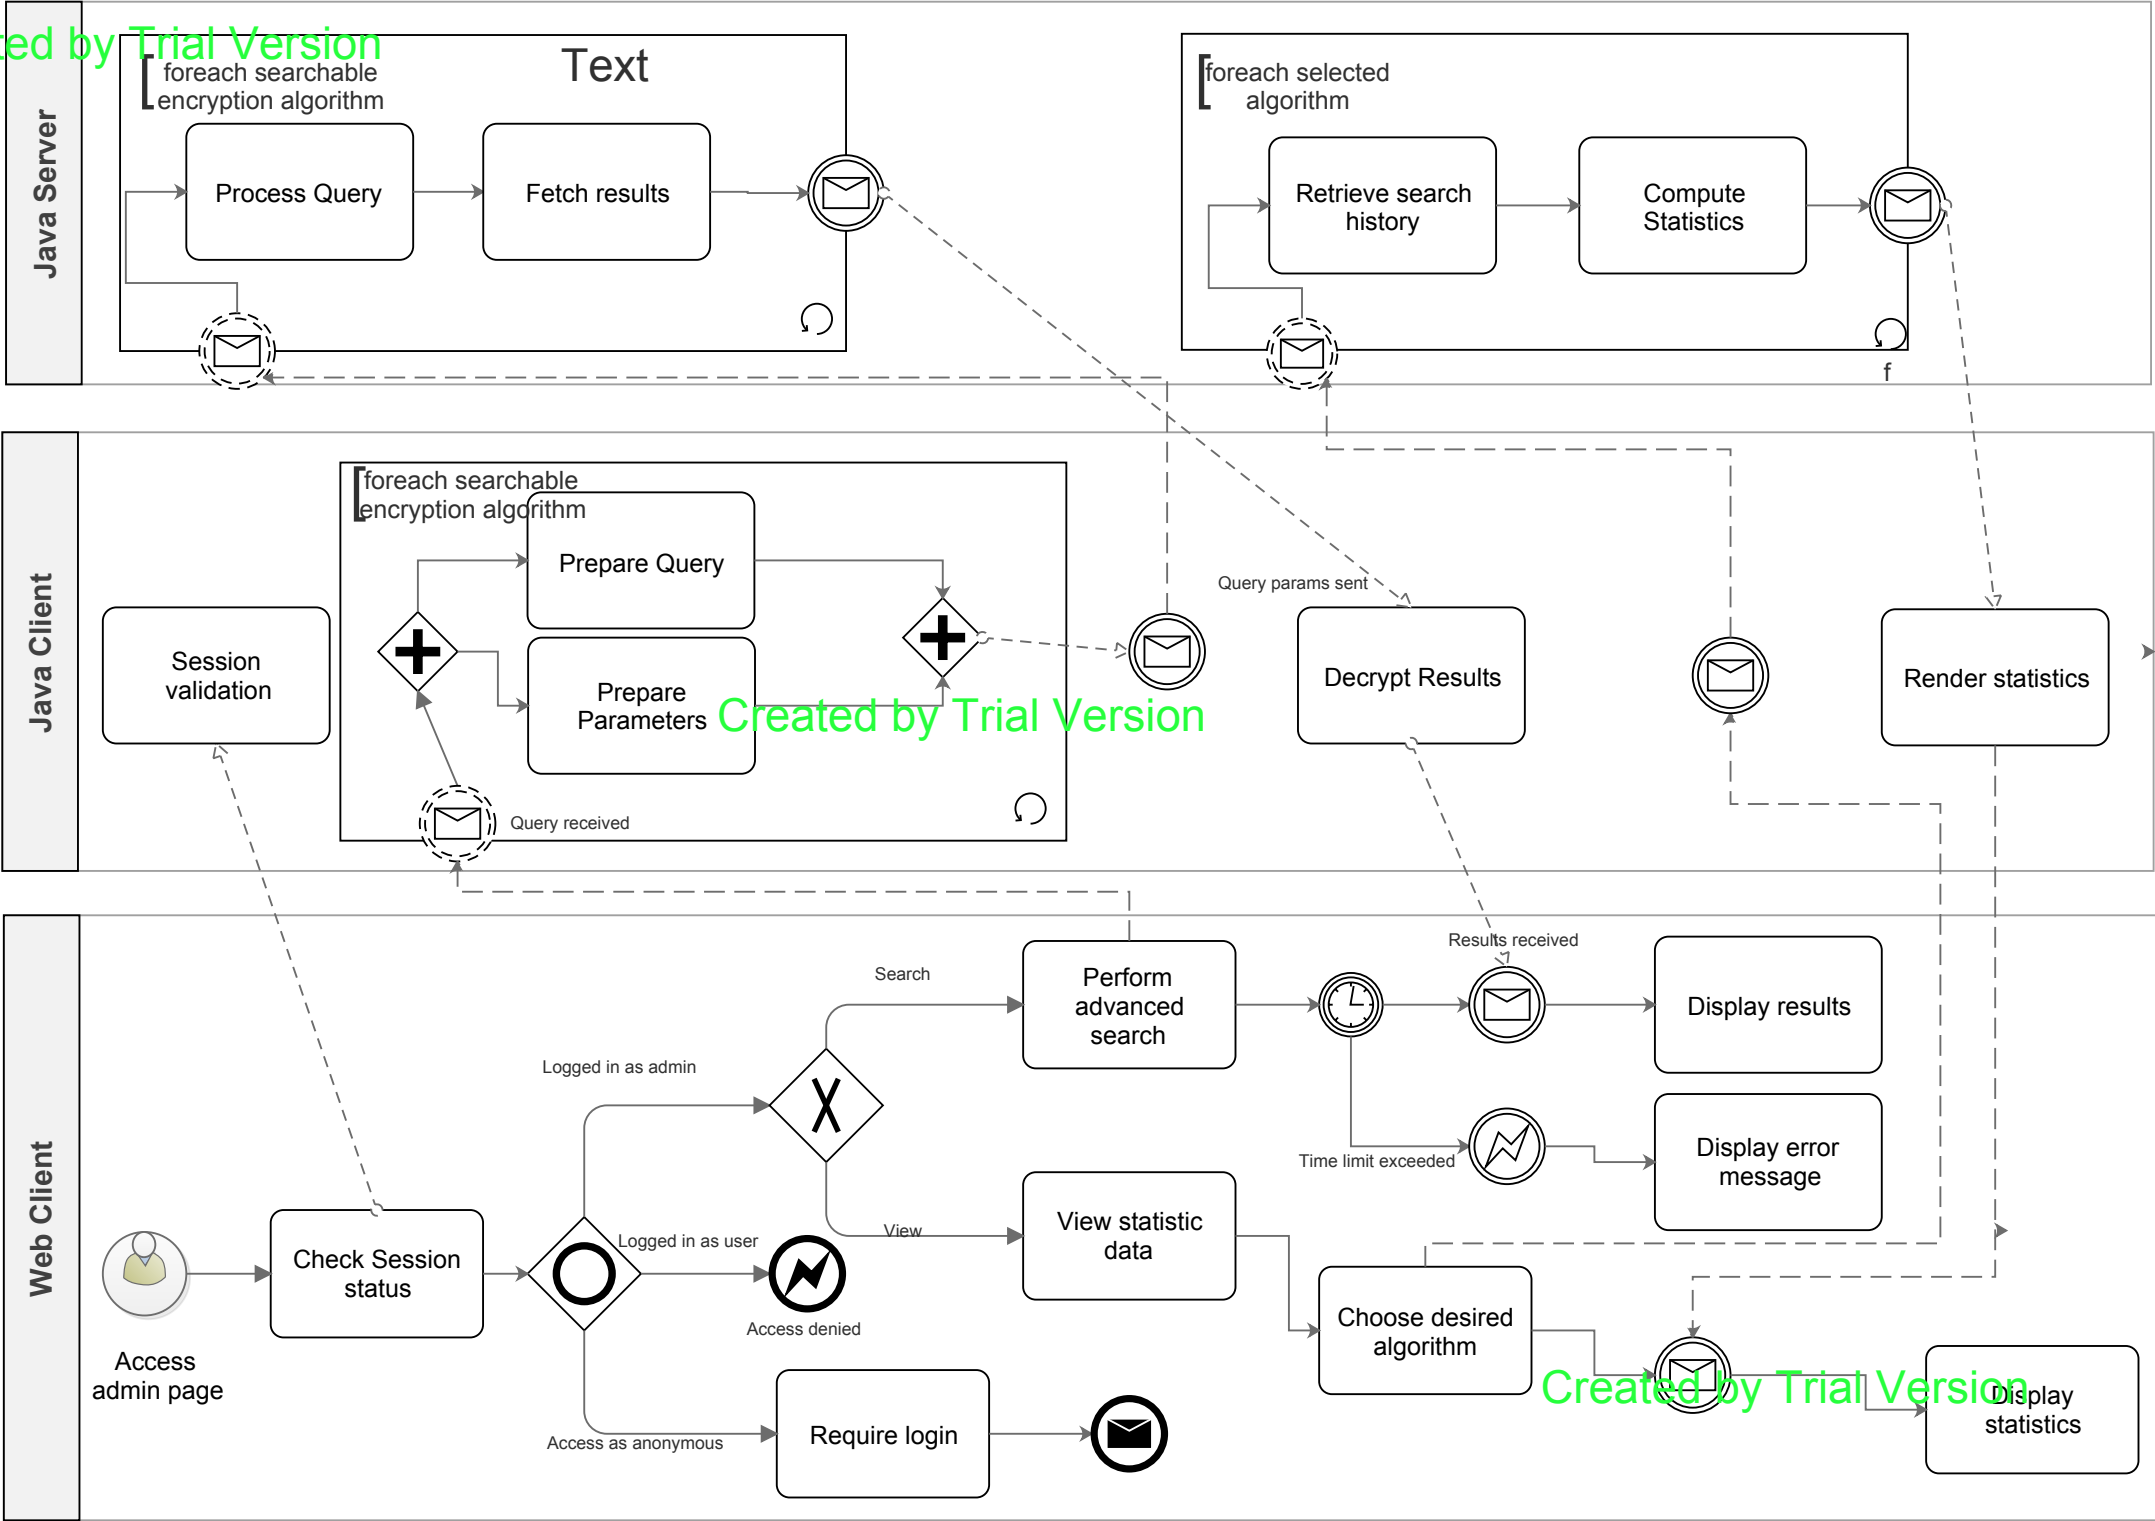 Java Server
ted by Trial Version
foreach searchable
encryption algorithm
Text
Process Query
Fetch results
foreach selected
algorithm
Retrieve search
history
Compute
Statistics
f
Java Client
Session
validation
foreach searchable
encryption algorithm
Prepare Query
Prepare
Parameters
Query received
Created by Trial Version
Query params sent
Decrypt Results
Render statistics
Web Client
Access
admin page
Check Session
status
Logged in as admin
Logged in as user
Access as anonymous
Search
View
Access denied
Require login
Perform
advanced
search
View statistic
data
Results received
Time limit exceeded
Display results
Display error
message
Choose desired
algorithm
Created by Trial Version
Display
statistics